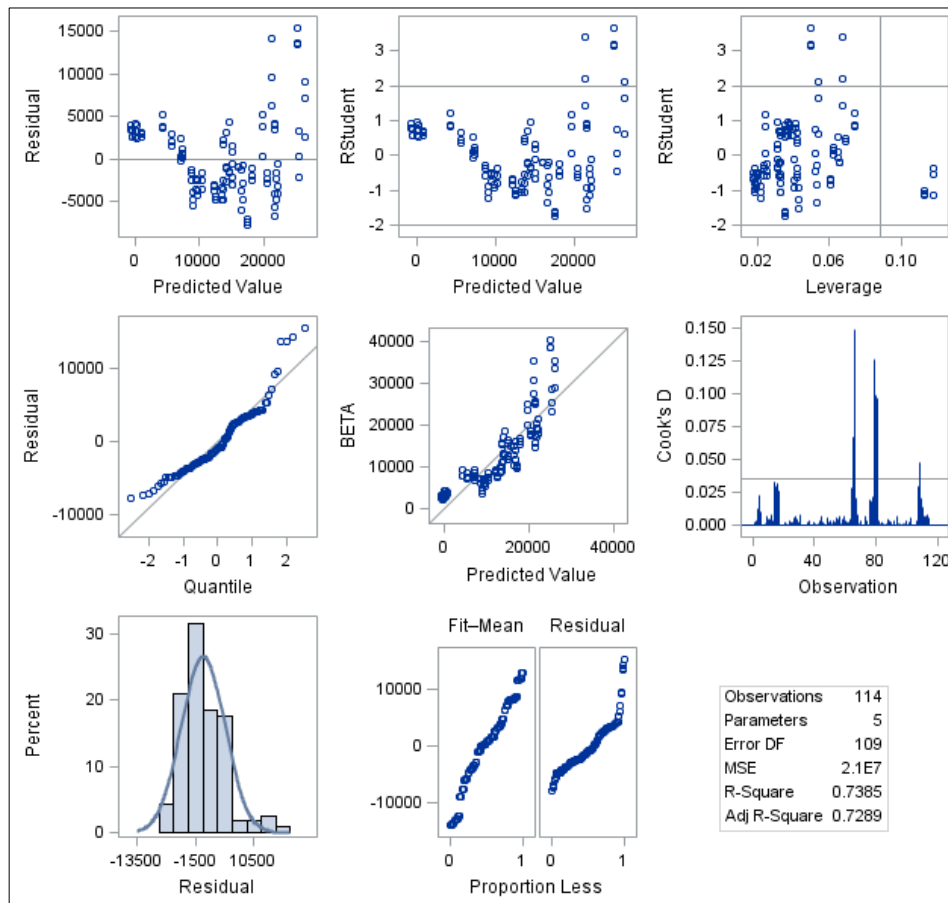 Residual
15000
10000
5000
0
-5000
0 10000 20000
Predicted Value
RStudent
3
2
1
0
-1
-2
0 10000 20000
Predicted Value
RStudent
3
2
1
0
-1
-2
0.02 0.06 0.10
Leverage
Residual
10000
0
-10000
-2 -1 0 1 2
Quantile
BETA
40000
30000
20000
10000
0
0 20000 40000
Predicted Value
Cook's D
0.150
0.125
0.100
0.075
0.050
0.025
0.000
0 40 80 120
Observation
Percent
30
20
10
0
-13500 -1500 10500
Residual
Fit–Mean Residual
10000
0
-10000
0 1 0 1
Proportion Less
Observations 114
Parameters 5
Error DF 109
MSE 2.1E7
R-Square 0.7385
Adj R-Square 0.7289